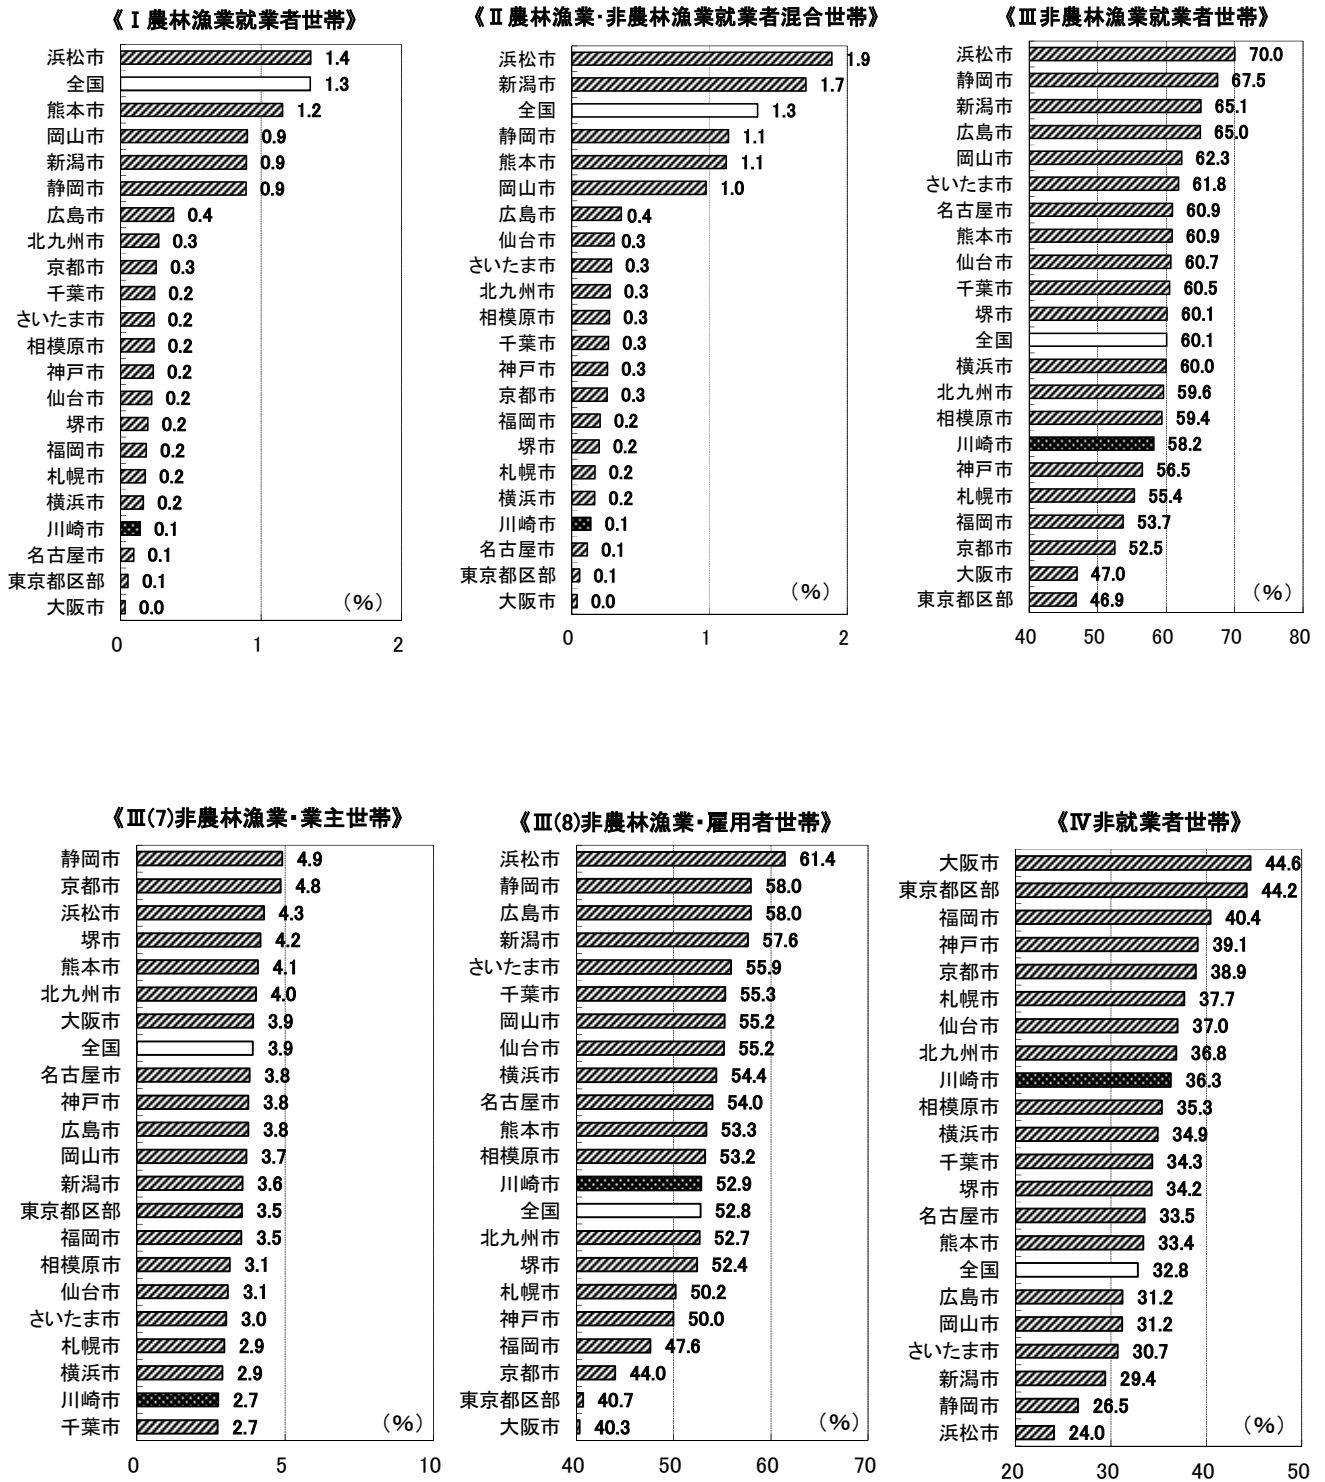 《Ⅰ農林漁業就業者世帯》
浜松市 1.4
全国 1.3
熊本市 1.2
岡山市 0.9
新潟市 0.9
静岡市 0.9
広島市 0.4
北九州市 0.3
京都市 0.3
千葉市 0.2
さいたま市 0.2
相模原市 0.2
神戸市 0.2
仙台市 0.2
堺市 0.2
福岡市 0.2
札幌市 0.2
横浜市 0.2
川崎市 0.1
名古屋市 0.1
東京都区部 0.1
大阪市 0.0
（％）
0 1 2
《Ⅱ農林漁業・非農林漁業就業者混合世帯》
浜松市 1.9
新潟市 1.7
全国 1.3
静岡市 1.1
熊本市 1.1
岡山市 1.0
広島市 0.4
仙台市 0.3
さいたま市 0.3
北九州市 0.3
相模原市 0.3
千葉市 0.3
神戸市 0.3
京都市 0.3
福岡市 0.2
堺市 0.2
札幌市 0.2
横浜市 0.2
川崎市 0.1
名古屋市 0.1
東京都区部 0.1
大阪市 0.0
（％）
0 1 2
《Ⅲ非農林漁業就業者世帯》
浜松市 70.0
静岡市 67.5
新潟市 65.1
広島市 65.0
岡山市 62.3
さいたま市 61.8
名古屋市 60.9
熊本市 60.9
仙台市 60.7
千葉市 60.5
堺市 60.1
全国 60.1
横浜市 60.0
北九州市 59.6
相模原市 59.4
川崎市 58.2
神戸市 56.5
札幌市 55.4
福岡市 53.7
京都市 52.5
大阪市 47.0
東京都区部 46.9
（％）
40 50 60 70 80
《Ⅲ(7)非農林漁業・業主世帯》
静岡市 4.9
京都市 4.8
浜松市 4.3
堺市 4.2
熊本市 4.1
北九州市 4.0
大阪市 3.9
全国 3.9
名古屋市 3.8
神戸市 3.8
広島市 3.8
岡山市 3.7
新潟市 3.6
東京都区部 3.5
福岡市 3.5
相模原市 3.1
仙台市 3.1
さいたま市 3.0
札幌市 2.9
横浜市 2.9
川崎市 2.7
千葉市 2.7
（％）
0 5 10
《Ⅲ(8)非農林漁業・雇用者世帯》
浜松市 61.4
静岡市 58.0
広島市 58.0
新潟市 57.6
さいたま市 55.9
千葉市 55.3
岡山市 55.2
仙台市 55.2
横浜市 54.4
名古屋市 54.0
熊本市 53.3
相模原市 53.2
川崎市 52.9
全国 52.8
北九州市 52.7
堺市 52.4
札幌市 50.2
神戸市 50.0
福岡市 47.6
京都市 44.0
東京都区部 40.7
大阪市 40.3
（％）
40 50 60 70
《Ⅳ非就業者世帯》
大阪市 44.6
東京都区部 44.2
福岡市 40.4
神戸市 39.1
京都市 38.9
札幌市 37.7
仙台市 37.0
北九州市 36.8
川崎市 36.3
相模原市 35.3
横浜市 34.9
千葉市 34.3
堺市 34.2
名古屋市 33.5
熊本市 33.4
全国 32.8
広島市 31.2
岡山市 31.2
さいたま市 30.7
新潟市 29.4
静岡市 26.5
浜松市 24.0
（％）
20 30 40 50